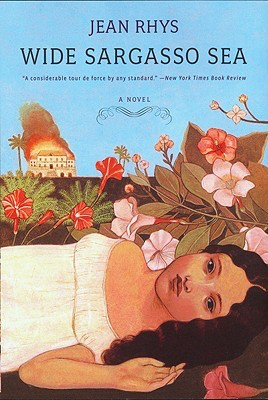 JEAN RHYS
WIDE SARGASSO SEA
"A considerable tour de force by any standard." —New York Times Book Review
A NOVEL